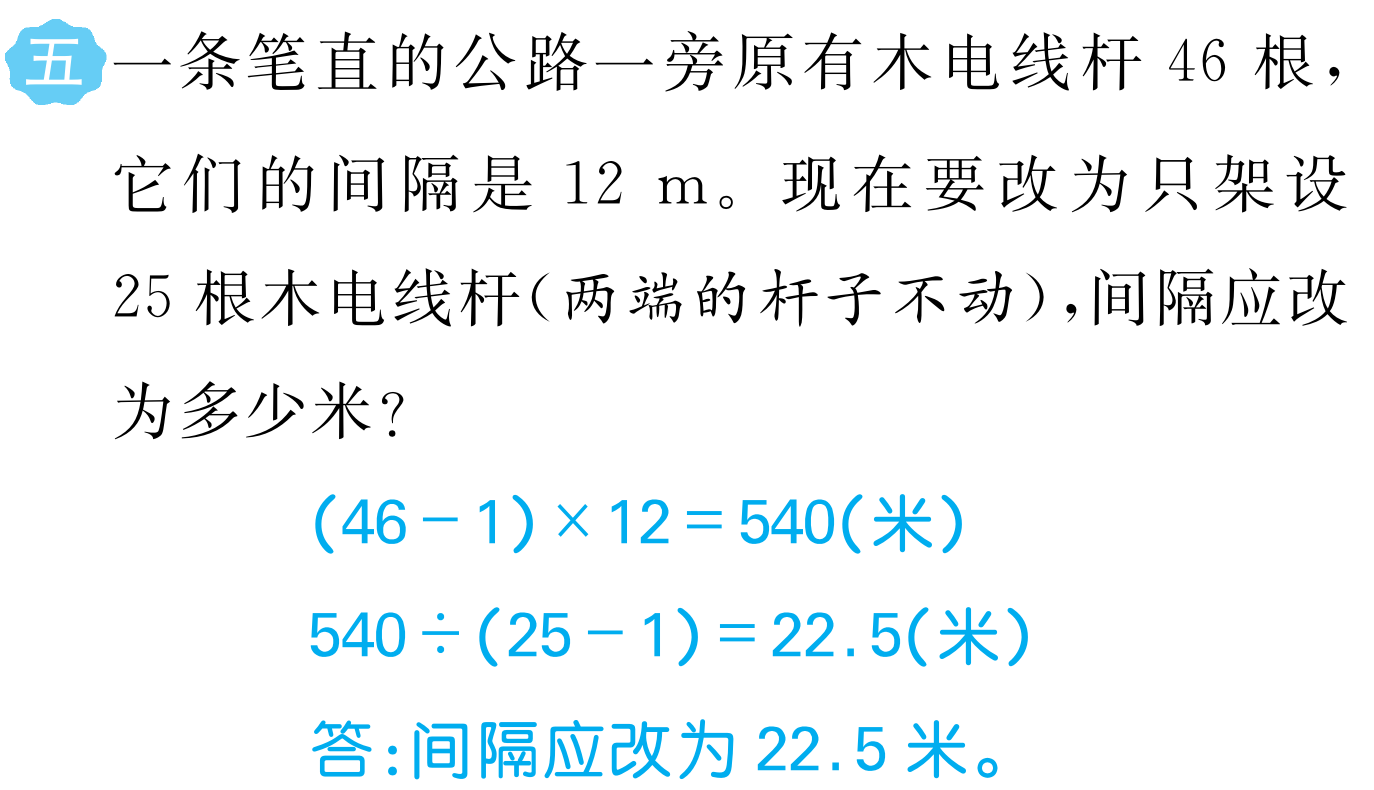 五 一条笔直的公路一旁原有木电线杆 46 根，
它们的间隔是 12 m。现在要改为只架设
25 根木电线杆(两端的杆子不动),间隔应改
为多少米?
(46－1)×12＝540(米)
540÷(25－1)＝22.5(米)
答:间隔应改为 22.5 米。